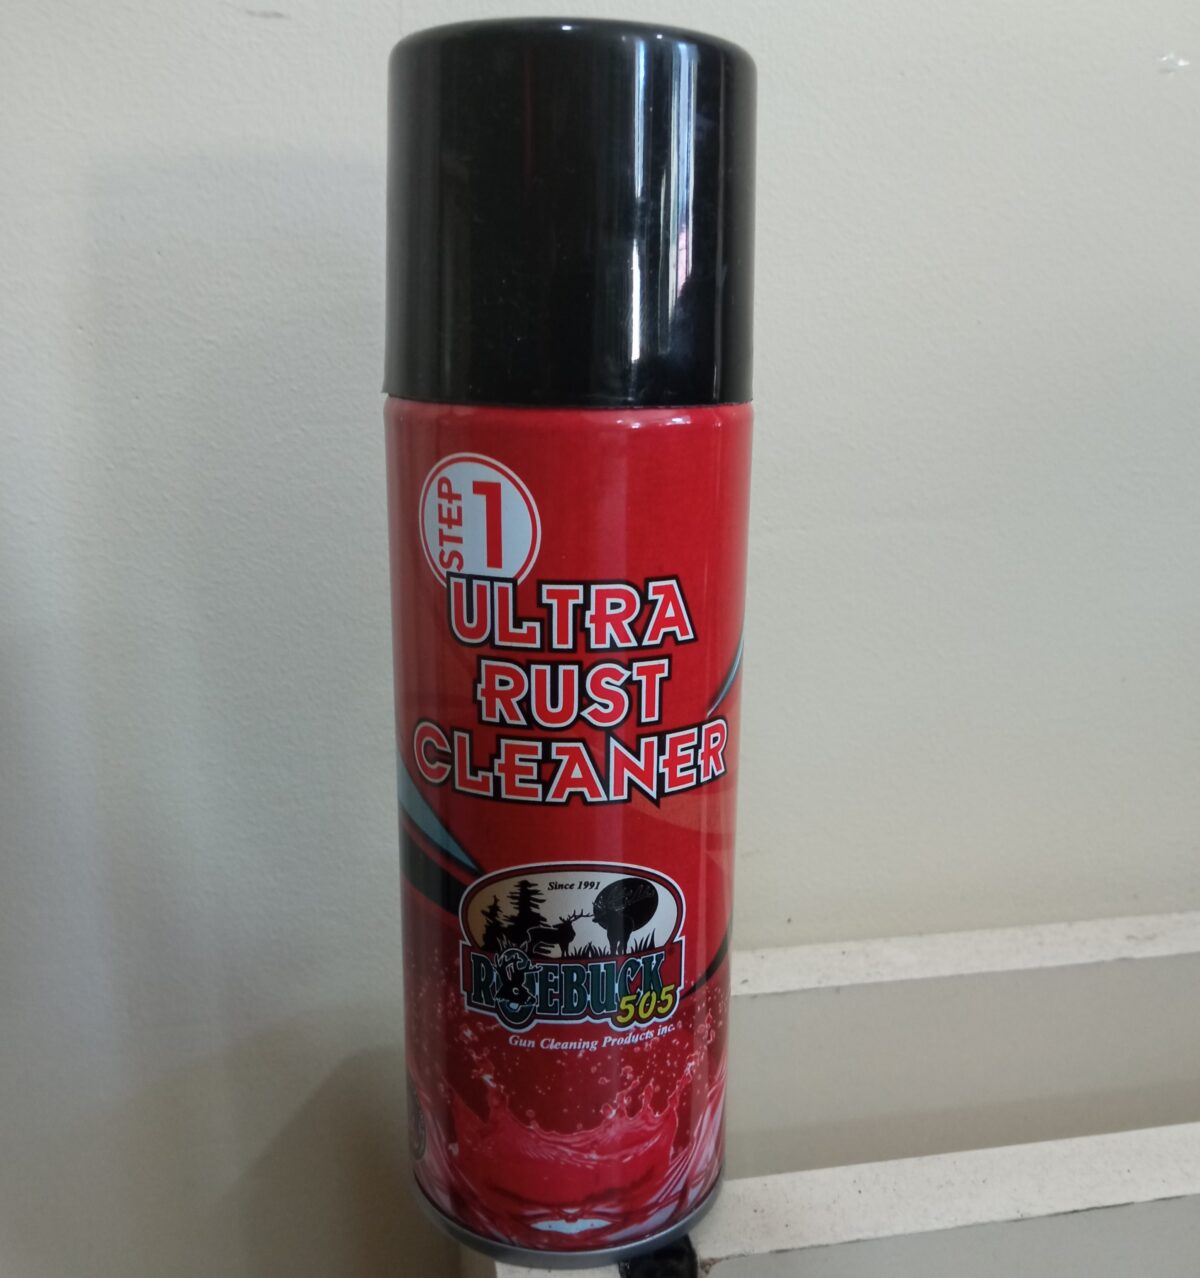 STEP 1
ULTRA
RUST
CLEANER
Since 1991
ROEBUCK
505
Gun Cleaning Products inc.